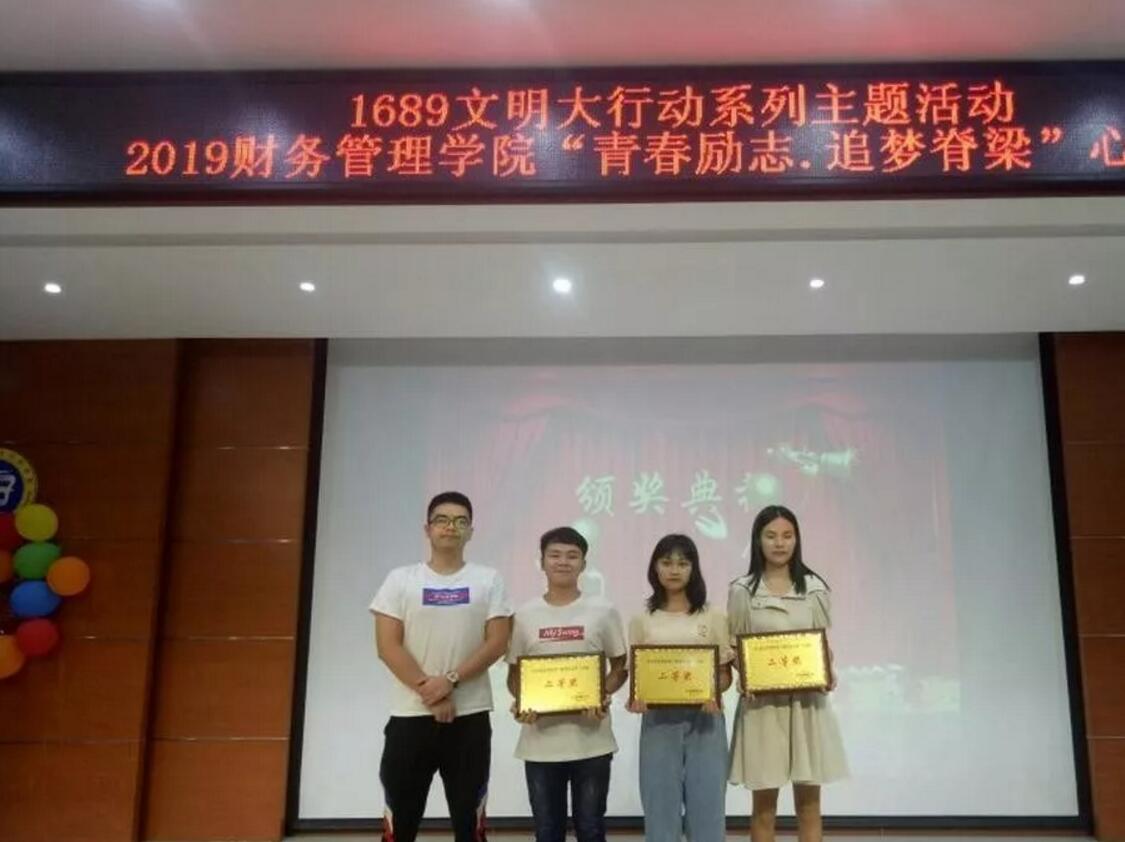 1689文明大行动系列主题活动
2019财务管理学院“青春励志.追梦脊梁”心
颁奖典礼
My Swing
二等奖
二等奖
二等奖